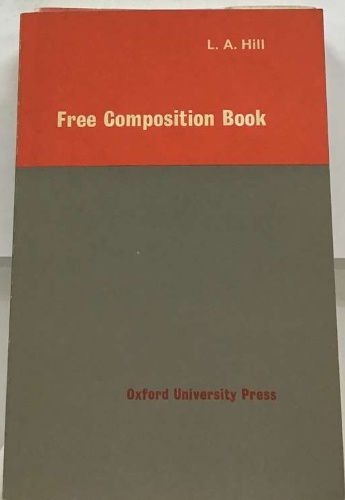 L. A. Hill
Free Composition Book
Oxford University Press